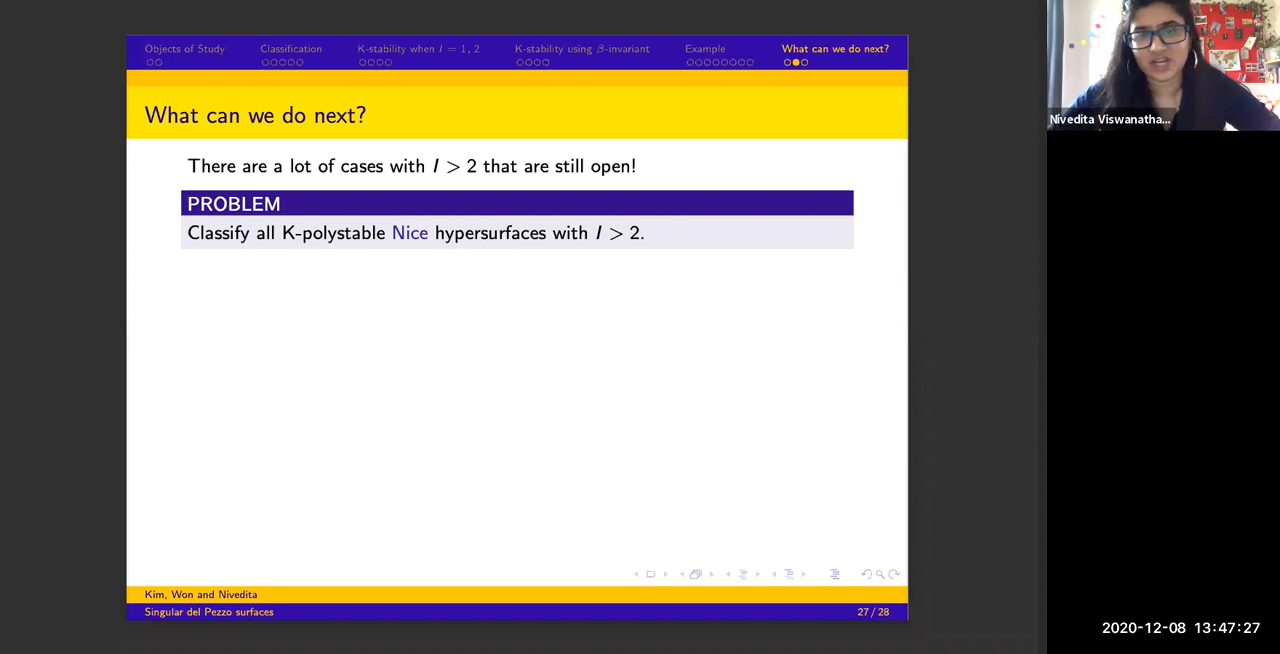 Objects of Study Classification K-stability when I = 1, 2 K-stability using β-invariant Example What can we do next?
What can we do next?
There are a lot of cases with I > 2 that are still open!
PROBLEM
Classify all K-polystable Nice hypersurfaces with I > 2.
Kim, Won and Nivedita
Singular del Pezzo surfaces 27 / 28
Nivedita Viswanatha...
2020-12-08 13:47:27